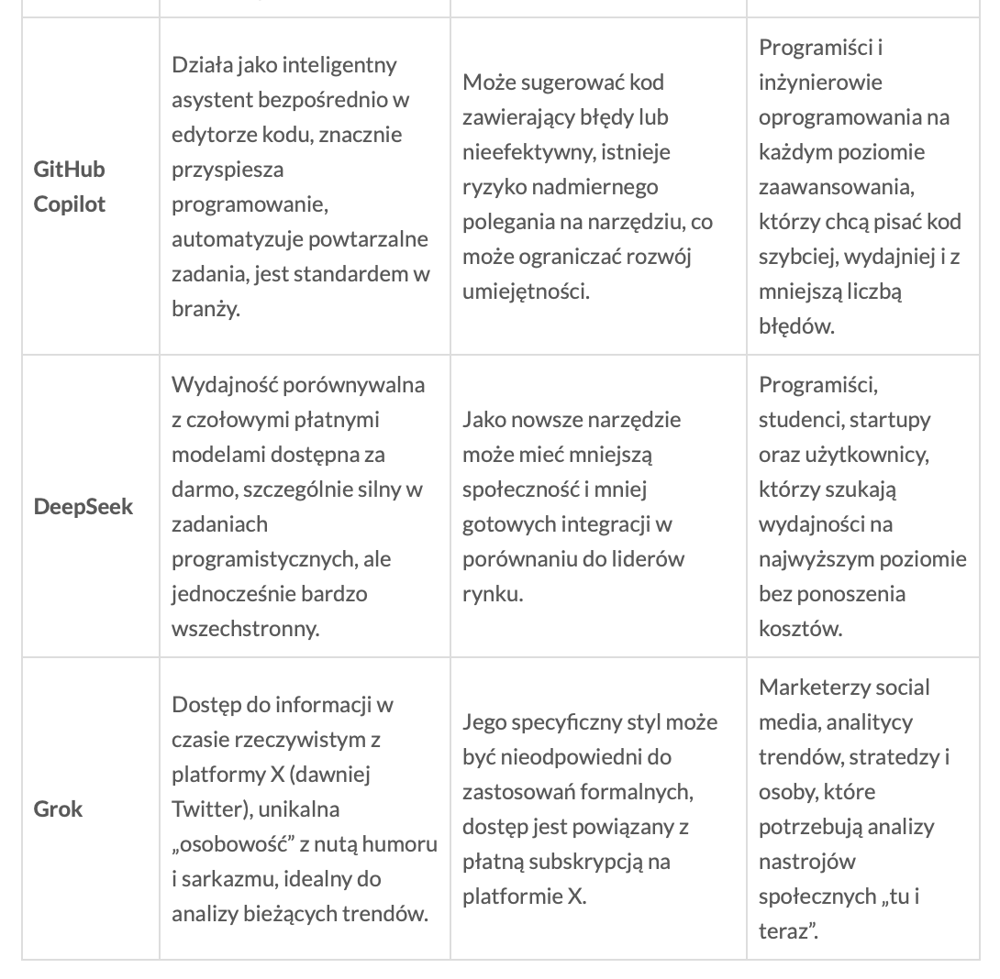 GitHub
Copilot
Działa jako inteligentny
asystent bezpośrednio w
edytorze kodu, znacznie
przyspiesza
programowanie,
automatyzuje powtarzalne
zadania, jest standardem w
branży.
Może sugerować kod
zawierający błędy lub
nieefektywny, istnieje
ryzyko nadmiernego
polegania na narzędziu, co
może ograniczać rozwój
umiejętności.
Programiści i
inżynierowie
oprogramowania na
każdym poziomie
zaawansowania,
którzy chcą pisać kod
szybciej, wydajniej i z
mniejszą liczbą
błędów.
DeepSeek
Wydajność porównywalna
z czołowymi płatnymi
modelami dostępna za
darmo, szczególnie silny w
zadaniach
programistycznych, ale
jednocześnie bardzo
wszechstronny.
Jako nowsze narzędzie
może mieć mniejszą
społeczność i mniej
gotowych integracji w
porównaniu do liderów
rynku.
Programiści,
studenci, startupy
oraz użytkownicy,
którzy szukają
wydajności na
najwyższym poziomie
bez ponoszenia
kosztów.
Grok
Dostęp do informacji w
czasie rzeczywistym z
platformy X (dawniej
Twitter), unikalna
„osobowość” z nutą humoru
i sarkazmu, idealny do
analizy bieżących trendów.
Jego specyficzny styl może
być nieodpowiedni do
zastosowań formalnych,
dostęp jest powiązany z
płatną subskrypcją na
platformie X.
Marketerzy social
media, analitycy
trendów, stratedzy i
osoby, które
potrzebują analizy
nastrojów
społecznych „tu i
teraz”.